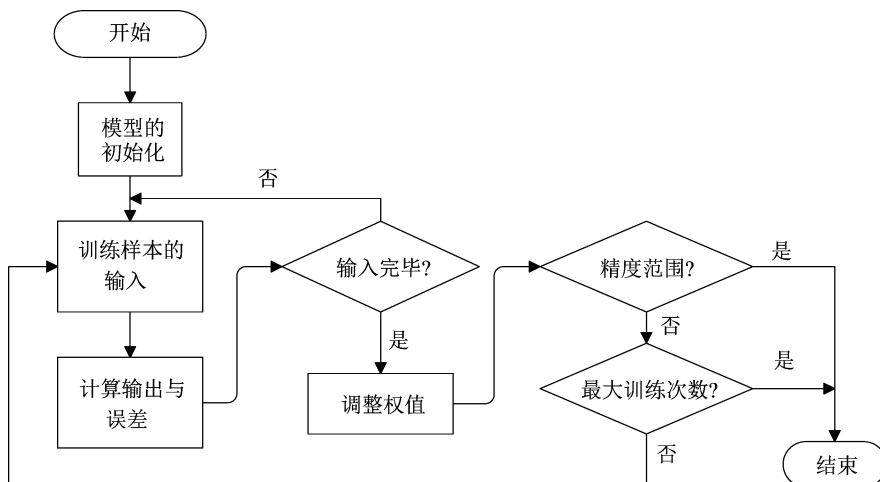 开始
模型的
初始化
否
训练样本的
输入
输入完毕?
精度范围?
是
是
否
计算输出与
误差
调整权值
最大训练次数?
是
否
结束